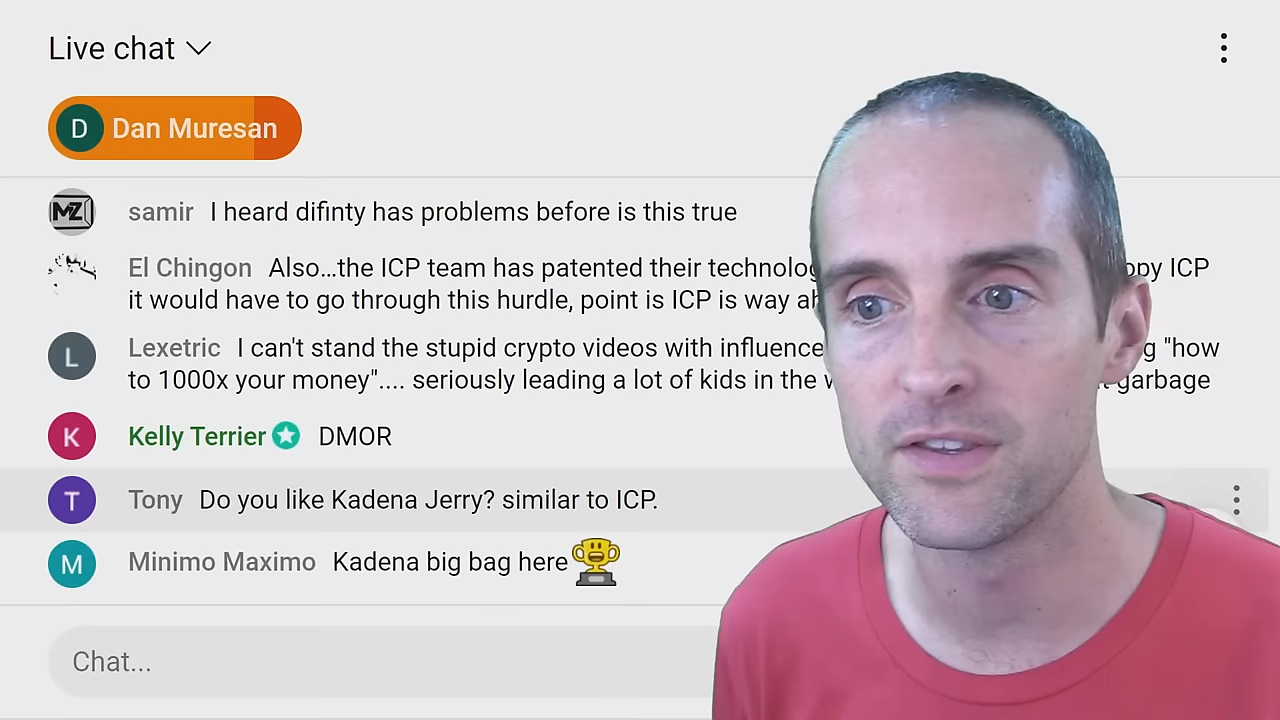 Live chat
D Dan Muresan
MZ samir I heard difinty has problems before is this true
El Chingon Also...the ICP team has patented their ICP
it would have to go through this hurdle, point is ICP is way
L Lexetric I can't stand the stupid crypto videos with "how
to 1000x your money".... seriously leading a lot of kids in the garbage
K Kelly Terrier DMOR
T Tony Do you like Kadena Jerry? similar to ICP.
M Minimo Maximo Kadena big bag here
Chat...